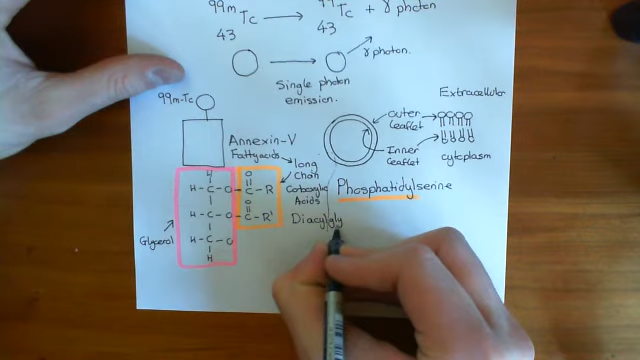 99m Tc → 99 Tc + γ photon
43 43
γ photon.
Single photon
emission.
99m-Tc
Annexin-V
Fatty acids
long
chain
Carboxylic
Acids
Diacylgly
Glycerol
H
H-C-O-C-R
O
H-C-O-C-R'
O
H-C-O
H
Extracellular
outer
leaflet
Inner
leaflet
cytoplasm
Phosphatidylserine